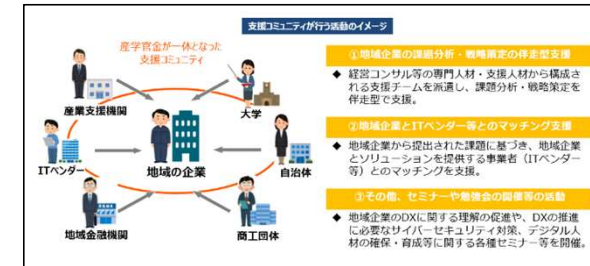 支援コミュニティが行う活動のイメージ
産学官金が一体となった
支援コミュニティ
産業支援機関
大学
ITベンダー
地域の企業
自治体
地域金融機関
商工団体
①地域企業の課題分析・戦略策定の伴走型支援
◆ 経営コンサル等の専門人材・支援人材から構成さ
れる支援チームを派遣し、課題分析・戦略策定を
伴走型で支援。
②地域企業とITベンダー等とのマッチング支援
◆ 地域企業から提出された課題に基づき、地域企業
とソリューションを提供する事業者（ITベンダー
等）とのマッチングを支援。
③その他、セミナーや勉強会の開催等の活動
◆ 地域企業のDXに関する理解の促進や、DXの推進
に必要なサイバーセキュリティ対策、デジタル人
材の確保・育成等に関する各種セミナー等を開催。